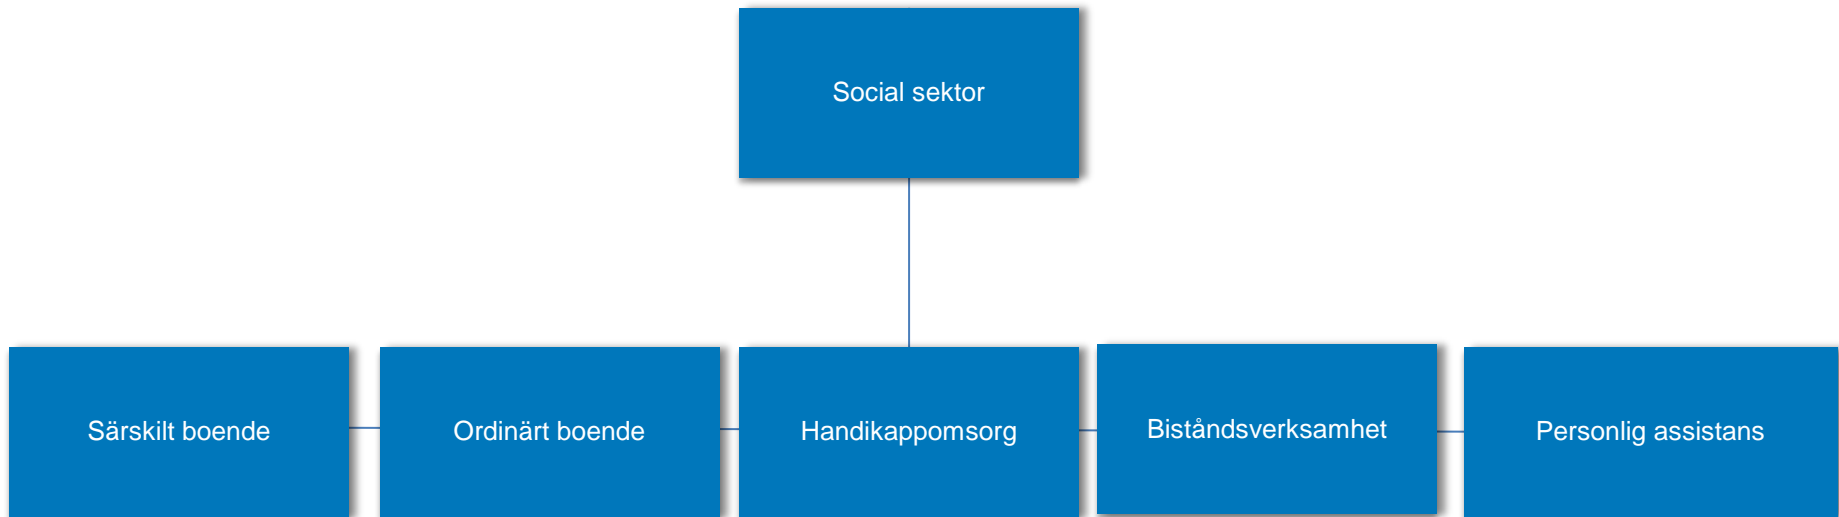 Social sektor
Särskilt boende
Ordinärt boende
Handikappomsorg
Biståndsverksamhet
Personlig assistans